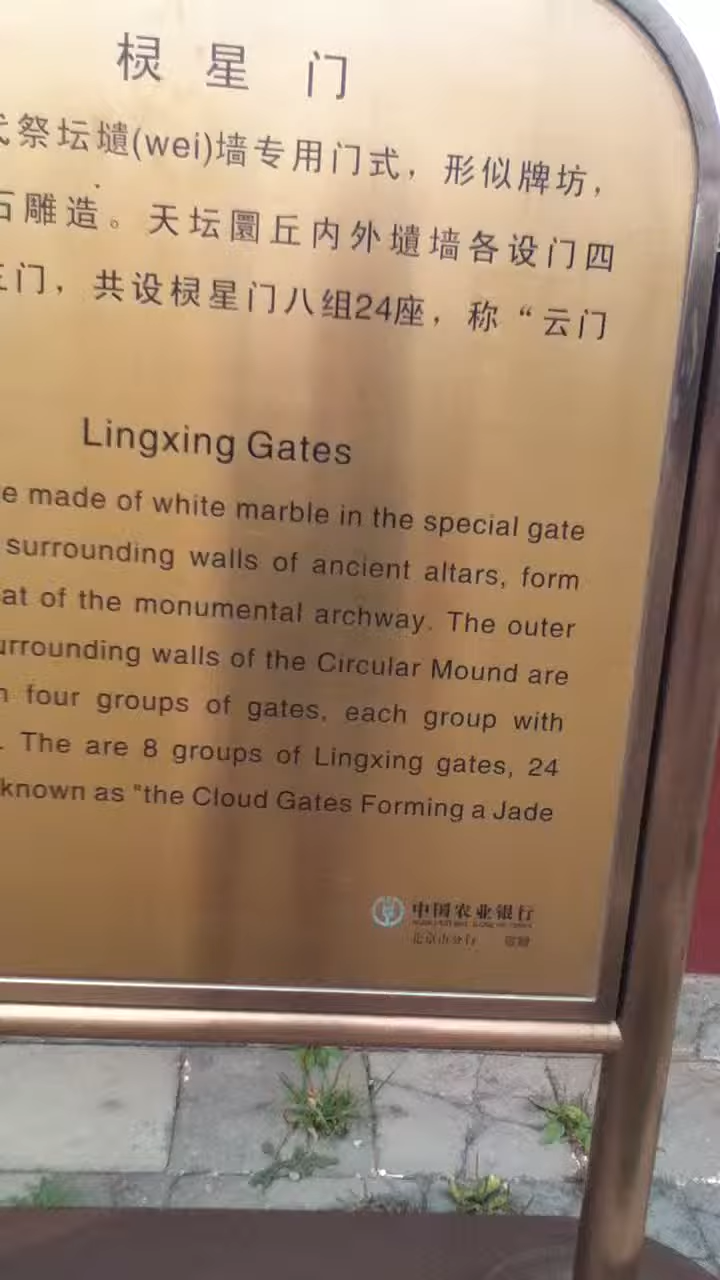 棂星门
祭坛壝(wei)墙专用门式，形似牌坊，
石雕造。天坛圜丘内外壝墙各设门四
三门，共设棂星门八组24座，称“云门
Lingxing Gates
e made of white marble in the special gate
surrounding walls of ancient altars, form
at of the monumental archway. The outer
urrounding walls of the Circular Mound are
four groups of gates, each group with
. The are 8 groups of Lingxing gates, 24
known as "the Cloud Gates Forming a Jade
中国农业银行
北京市分行